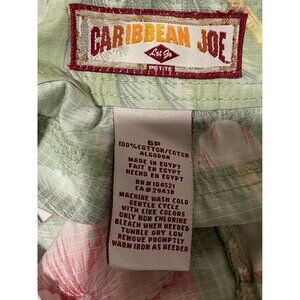 CARIBBEAN JOE
Let Go
PETITE
6P
100% COTTON/COTON
ALGODON
MADE IN EGYPT
FAIT EN EGYPT
HECHO EN EGYPT
RN#104521
CA#29438
MACHINE WASH COLD
GENTLE CYCLE
WITH LIKE COLORS
ONLY NON CHLORINE
BLEACH WHEN NEEDED
TUMBLE DRY LOW
REMOVE PROMPTLY
WARM IRON AS NEEDED